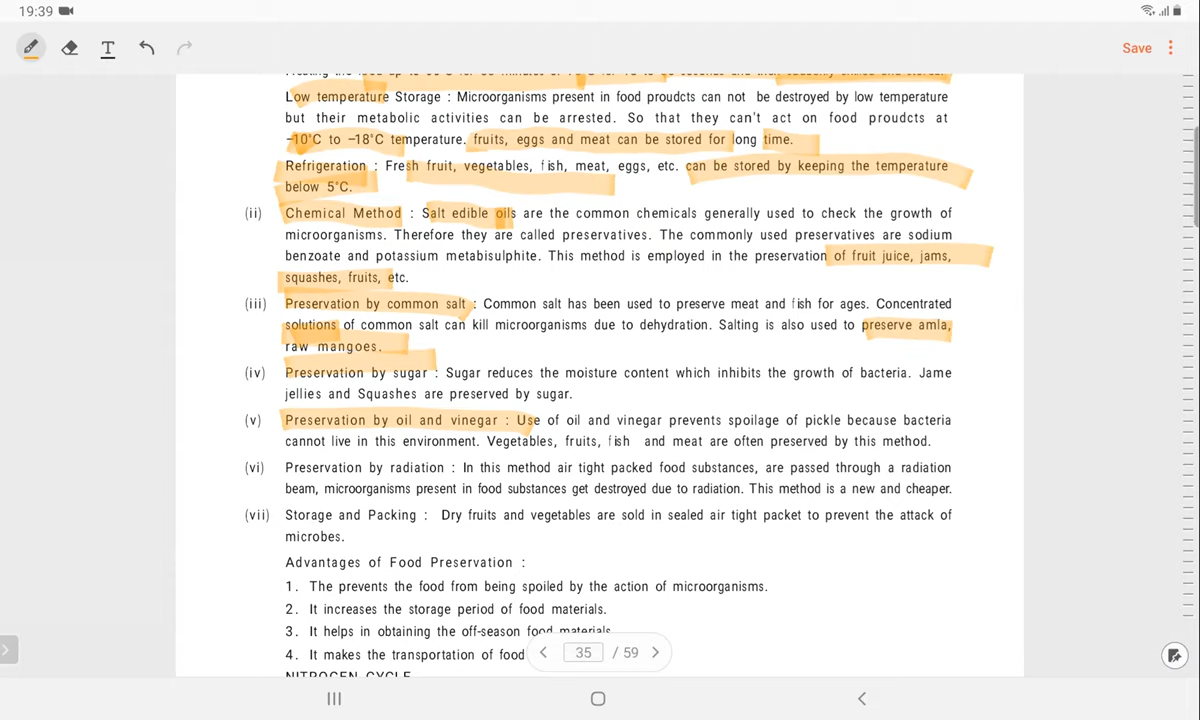 19:39
T
Save
Low temperature Storage : Microorganisms present in food proudcts can not be destroyed by low temperature
but their metabolic activities can be arrested. So that they can't act on food proudcts at
−10°C to −18°C temperature. fruits, eggs and meat can be stored for long time.
Refrigeration : Fresh fruit, vegetables, fish, meat, eggs, etc. can be stored by keeping the temperature
below 5°C.
(ii) Chemical Method : Salt edible oils are the common chemicals generally used to check the growth of
microorganisms. Therefore they are called preservatives. The commonly used preservatives are sodium
benzoate and potassium metabisulphite. This method is employed in the preservation of fruit juice, jams,
squashes, fruits, etc.
(iii) Preservation by common salt : Common salt has been used to preserve meat and fish for ages. Concentrated
solutions of common salt can kill microorganisms due to dehydration. Salting is also used to preserve amla,
raw mangoes.
(iv) Preservation by sugar : Sugar reduces the moisture content which inhibits the growth of bacteria. Jame
jellies and Squashes are preserved by sugar.
(v) Preservation by oil and vinegar : Use of oil and vinegar prevents spoilage of pickle because bacteria
cannot live in this environment. Vegetables, fruits, fish and meat are often preserved by this method.
(vi) Preservation by radiation : In this method air tight packed food substances, are passed through a radiation
beam, microorganisms present in food substances get destroyed due to radiation. This method is a new and cheaper.
(vii) Storage and Packing : Dry fruits and vegetables are sold in sealed air tight packet to prevent the attack of
microbes.
Advantages of Food Preservation :
1. The prevents the food from being spoiled by the action of microorganisms.
2. It increases the storage period of food materials.
3. It helps in obtaining the off-season food materials
4. It makes the transportation of food
35 / 59
NITROGEN CYCLE